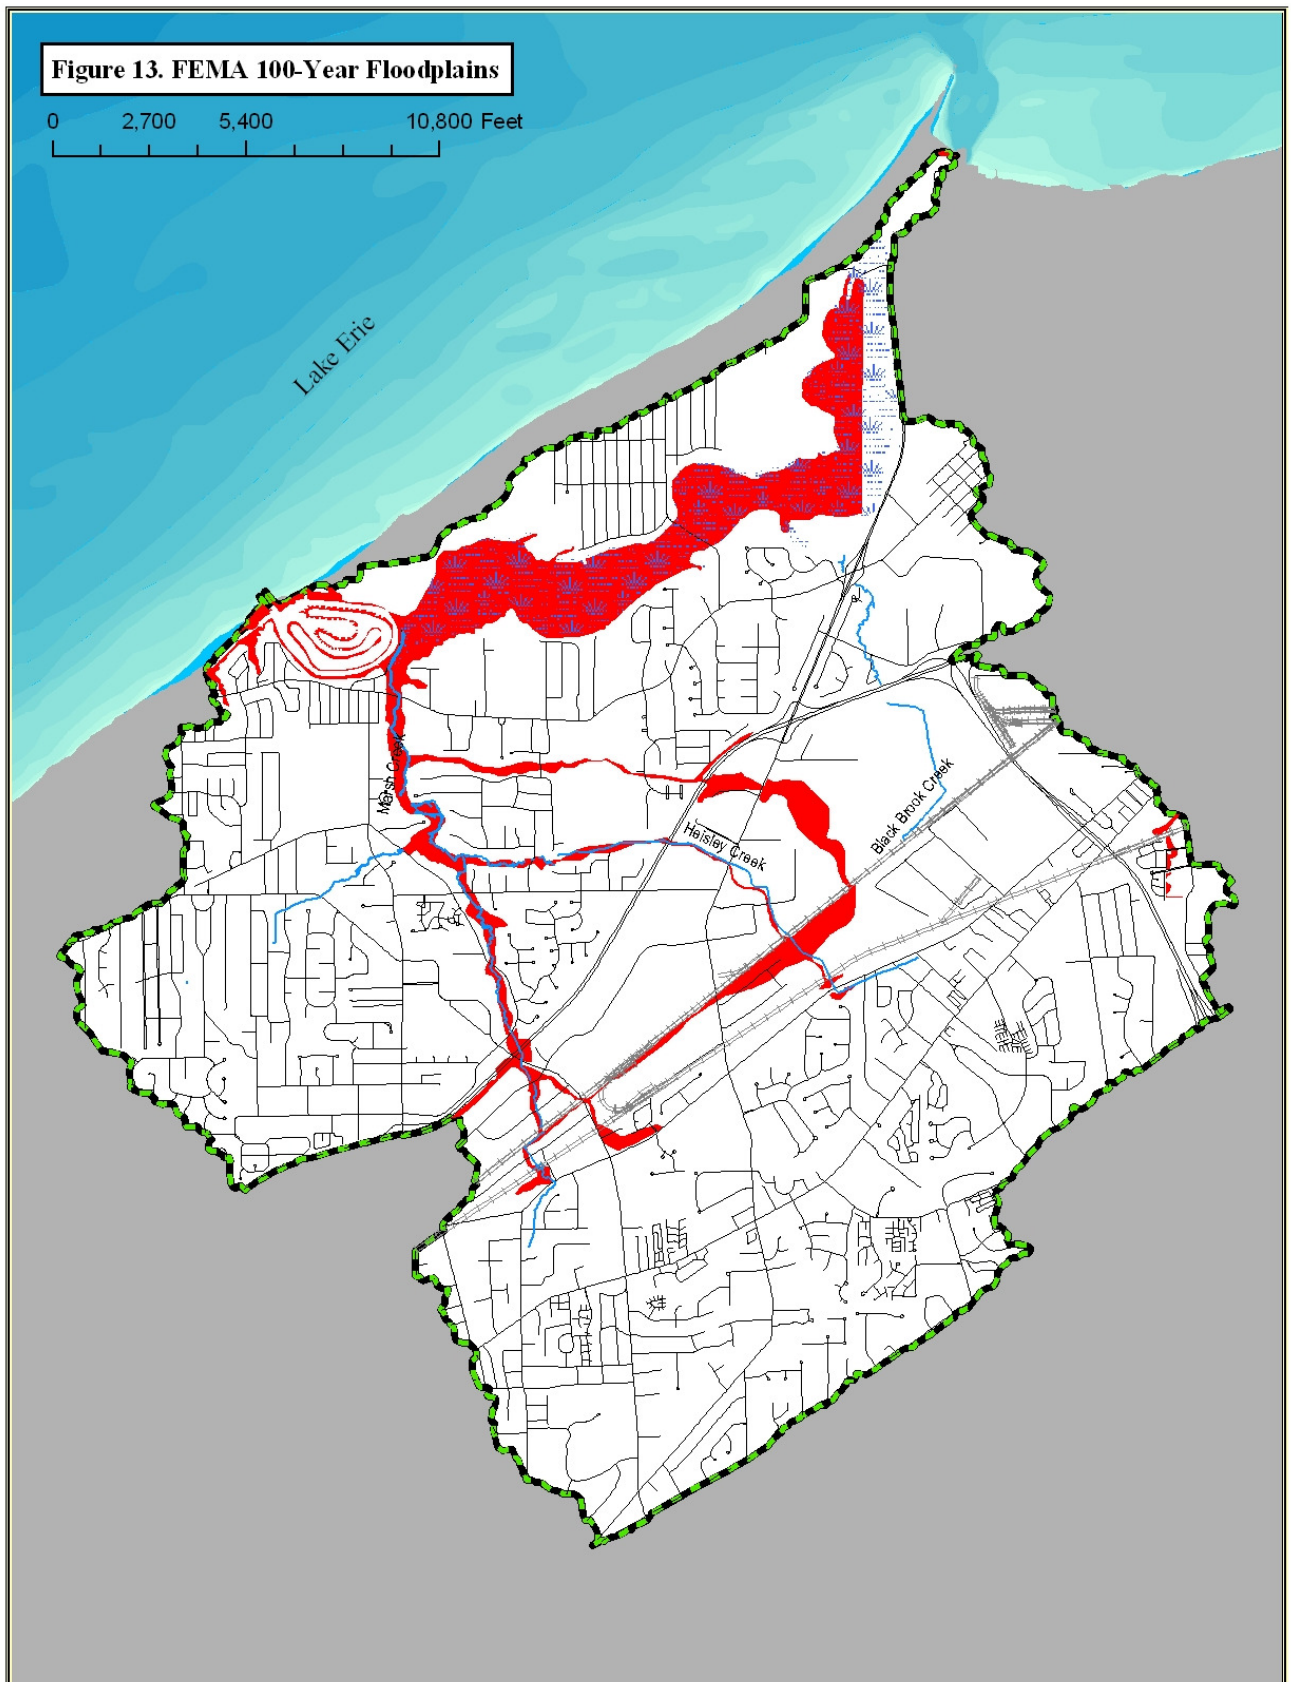 Figure 13. FEMA 100-Year Floodplains
0 2,700 5,400 10,800 Feet
Lake Erie
Marsh Creek
Heisley Creek
Black Brook Creek